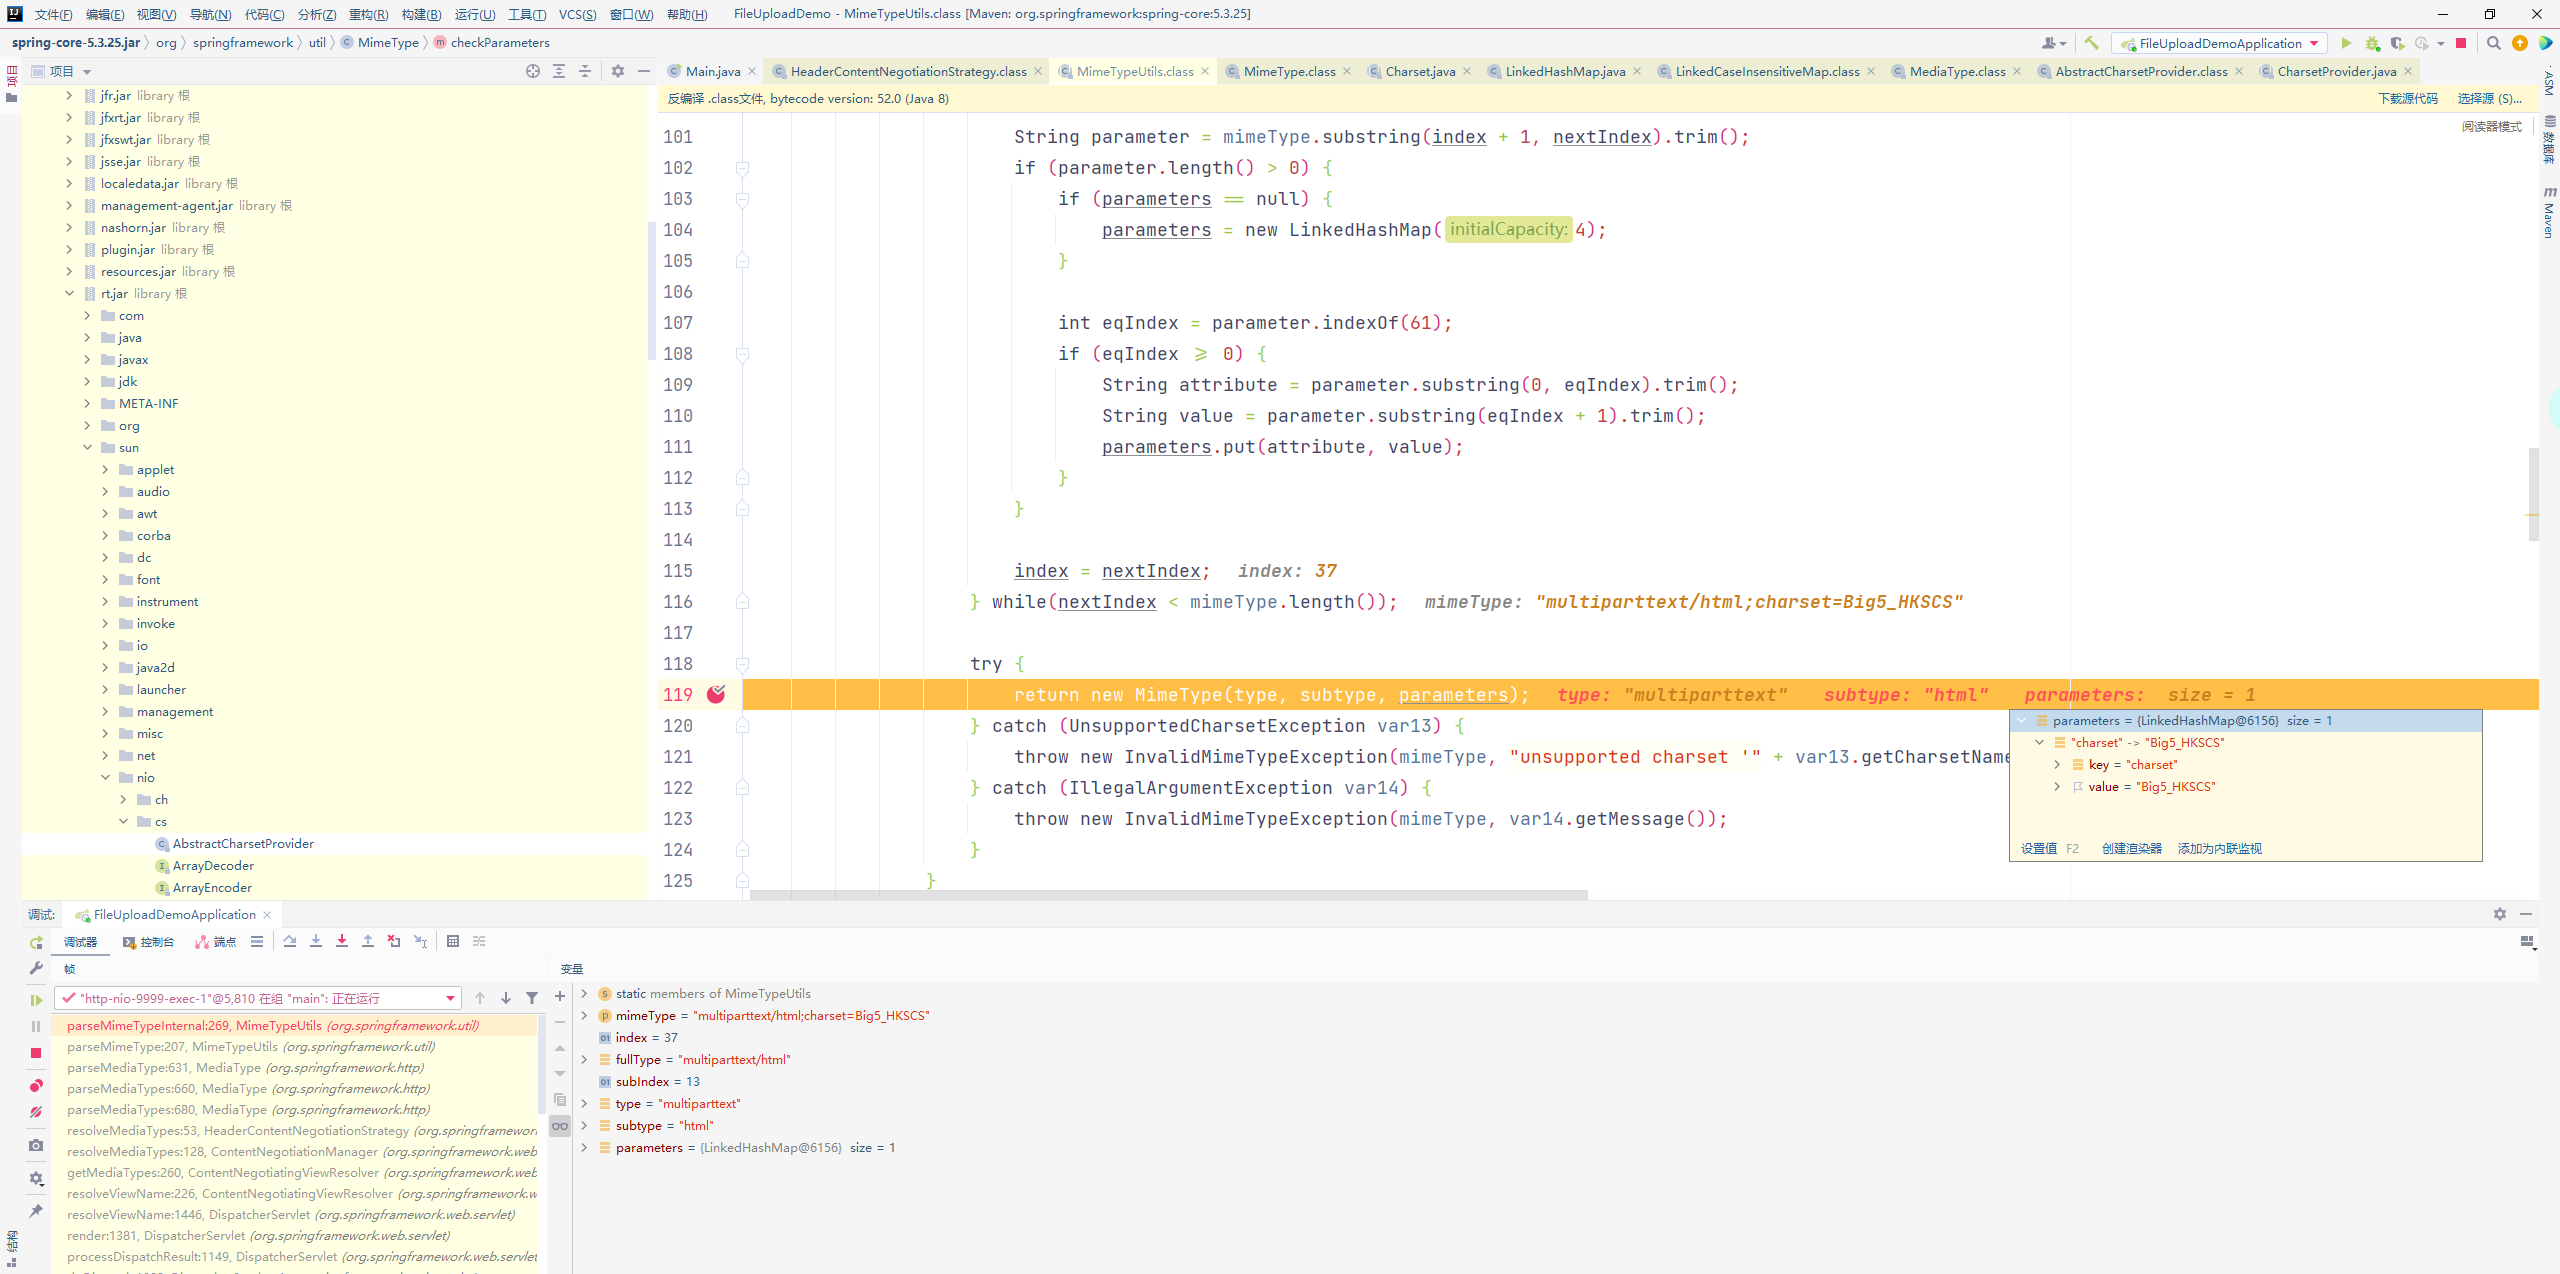 文件(F) 编辑(E) 视图(V) 导航(N) 代码(C) 分析(Z) 重构(R) 构建(B) 运行(U) 工具(T) VCS(S) 窗口(W) 帮助(H) FileUploadDemo - MimeTypeUtils.class [Maven: org.springframework:spring-core:5.3.25]
spring-core-5.3.25.jar org springframework util MimeType checkParameters FileUploadDemoApplication
项目
项目
Main.java HeaderContentNegotiationStrategy.class MimeTypeUtils.class MimeType.class Charset.java LinkedHashMap.java LinkedCaseInsensitiveMap.class MediaType.class AbstractCharsetProvider.class CharsetProvider.java
ASM
数据库
Maven
反编译 .class文件, bytecode version: 52.0 (Java 8) 下载源代码 选择源 (S)...
阅读器模式
jfr.jar library 根
jfxrt.jar library 根
jfxswt.jar library 根
jsse.jar library 根
localedata.jar library 根
management-agent.jar library 根
nashorn.jar library 根
plugin.jar library 根
resources.jar library 根
rt.jar library 根
com
java
javax
jdk
META-INF
org
sun
applet
audio
awt
corba
dc
font
instrument
invoke
io
java2d
launcher
management
misc
net
nio
ch
cs
AbstractCharsetProvider
ArrayDecoder
ArrayEncoder
101 String parameter = mimeType.substring(index + 1, nextIndex).trim();
102 if (parameter.length() > 0) {
103 if (parameters == null) {
104 parameters = new LinkedHashMap( initialCapacity: 4);
105 }
106
107 int eqIndex = parameter.indexOf(61);
108 if (eqIndex >= 0) {
109 String attribute = parameter.substring(0, eqIndex).trim();
110 String value = parameter.substring(eqIndex + 1).trim();
111 parameters.put(attribute, value);
112 }
113 }
114
115 index = nextIndex; index: 37
116 } while(nextIndex < mimeType.length()); mimeType: "multiparttext/html;charset=Big5_HKSCS"
117
118 try {
119 return new MimeType(type, subtype, parameters); type: "multiparttext" subtype: "html" parameters: size = 1
120 } catch (UnsupportedCharsetException var13) {
121 throw new InvalidMimeTypeException(mimeType, "unsupported charset '" + var13.getCharsetName
122 } catch (IllegalArgumentException var14) {
123 throw new InvalidMimeTypeException(mimeType, var14.getMessage());
124 }
125 }
parameters = {LinkedHashMap@6156} size = 1
"charset" -> "Big5_HKSCS"
key = "charset"
value = "Big5_HKSCS"
设置值 F2 创建渲染器 添加为内联监视
调试: FileUploadDemoApplication
调试器 控制台 端点
帧
"http-nio-9999-exec-1"@5,810 在组 "main": 正在运行
parseMimeTypeInternal:269, MimeTypeUtils (org.springframework.util)
parseMimeType:207, MimeTypeUtils (org.springframework.util)
parseMediaType:631, MediaType (org.springframework.http)
parseMediaTypes:660, MediaType (org.springframework.http)
parseMediaTypes:680, MediaType (org.springframework.http)
resolveMediaTypes:53, HeaderContentNegotiationStrategy (org.springframework
resolveMediaTypes:128, ContentNegotiationManager (org.springframework.web
getMediaTypes:260, ContentNegotiatingViewResolver (org.springframework.web
resolveViewName:226, ContentNegotiatingViewResolver (org.springframework.w
resolveViewName:1446, DispatcherServlet (org.springframework.web.servlet)
render:1381, DispatcherServlet (org.springframework.web.servlet)
processDispatchResult:1149, DispatcherServlet (org.springframework.web.servlet
变量
static members of MimeTypeUtils
mimeType = "multiparttext/html;charset=Big5_HKSCS"
index = 37
fullType = "multiparttext/html"
subIndex = 13
type = "multiparttext"
subtype = "html"
parameters = {LinkedHashMap@6156} size = 1
结构